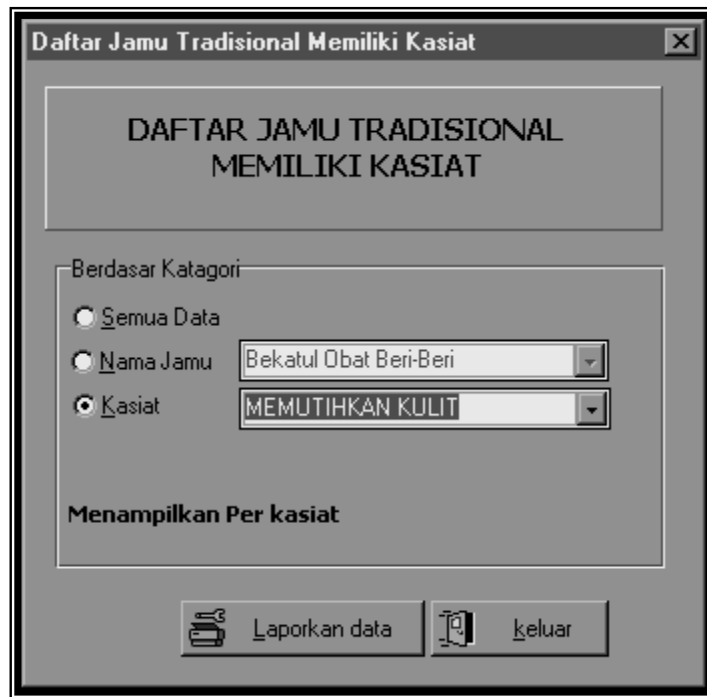 Daftar Jamu Tradisional Memiliki Kasiat
DAFTAR JAMU TRADISIONAL
MEMILIKI KASIAT
Berdasar Katagori
Semua Data
Nama Jamu Bekatul Obat Beri-Beri
Kasiat MEMUTIHKAN KULIT
Menampilkan Per kasiat
Laporkan data keluar